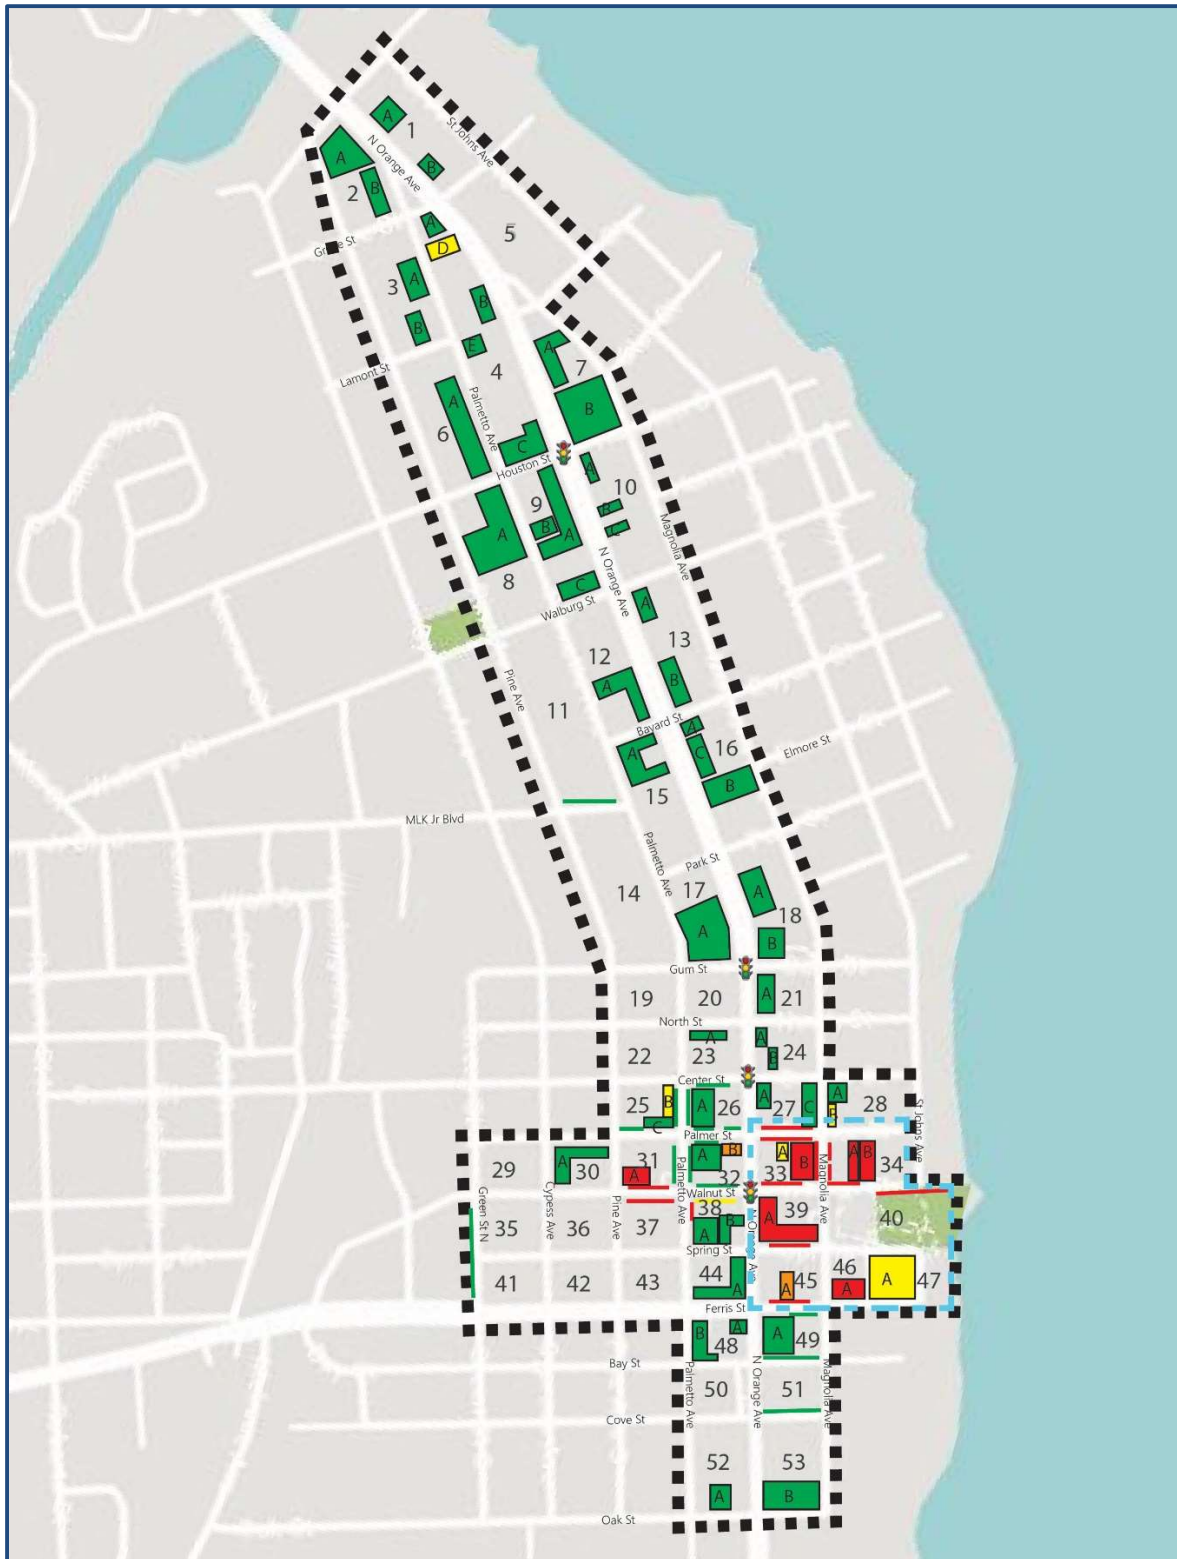 A
1
St Johns Ave
N Orange Ave
A
B
2
B
A
5
D
Grove St
3
A
B
B
E
4
Lamont St
A
7
B
A
6
Palmetto Ave
C
Houston St
A
10
B
C
9
B
A
A
8
Magnolia Ave
N Orange Ave
C
Walburg St
A
13
12
A
B
Pine Ave
11
Bayard St
A
16
C
B
Elmore St
A
15
MLK Jr Blvd
Palmetto Ave
Park St
14
17
A
A
18
B
Gum St
19
20
A
21
North St
22
A
23
A
B
24
Center St
25
B
C
A
26
A
27
C
A
28
B
St Johns Ave
Palmer St
29
A
30
31
A
Palmetto Ave
A
B
32
A
33
B
Magnolia Ave
A
B
34
Walnut St
Green St N
35
Cypess Ave
36
Pine Ave
37
38
A
B
N Orange Ave
A
39
40
Spring St
41
42
43
44
A
A
45
46
A
A
47
Ferris St
B
A
48
A
49
Bay St
Palmetto Ave
50
N Orange Ave
51
Magnolia Ave
Cove St
52
A
53
B
Oak St